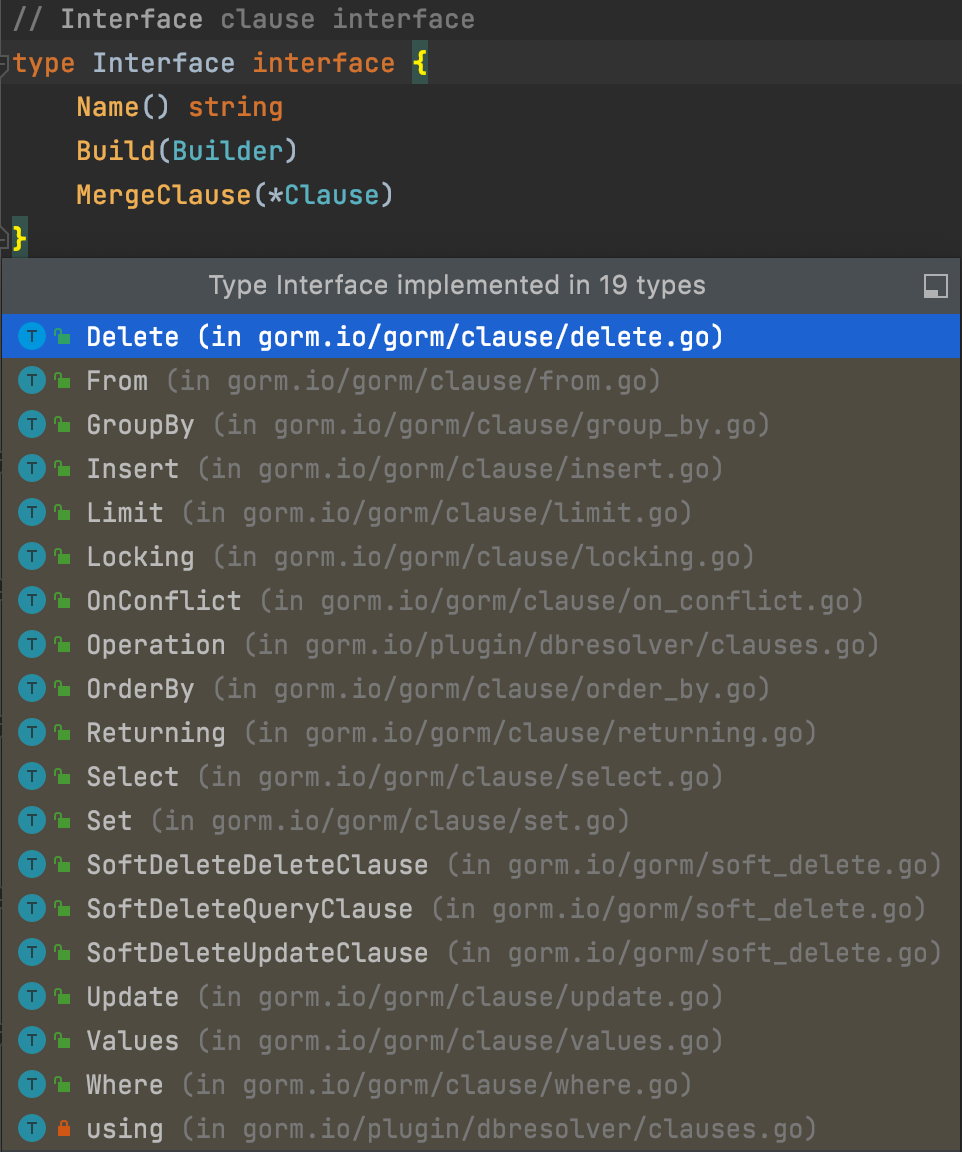 // Interface clause interface
type Interface interface {
Name() string
Build(Builder)
MergeClause(*Clause)
}
Type Interface implemented in 19 types
T Delete (in gorm.io/gorm/clause/delete.go)
T From (in gorm.io/gorm/clause/from.go)
T GroupBy (in gorm.io/gorm/clause/group_by.go)
T Insert (in gorm.io/gorm/clause/insert.go)
T Limit (in gorm.io/gorm/clause/limit.go)
T Locking (in gorm.io/gorm/clause/locking.go)
T OnConflict (in gorm.io/gorm/clause/on_conflict.go)
T Operation (in gorm.io/plugin/dbresolver/clauses.go)
T OrderBy (in gorm.io/gorm/clause/order_by.go)
T Returning (in gorm.io/gorm/clause/returning.go)
T Select (in gorm.io/gorm/clause/select.go)
T Set (in gorm.io/gorm/clause/set.go)
T SoftDeleteDeleteClause (in gorm.io/gorm/soft_delete.go)
T SoftDeleteQueryClause (in gorm.io/gorm/soft_delete.go)
T SoftDeleteUpdateClause (in gorm.io/gorm/soft_delete.go)
T Update (in gorm.io/gorm/clause/update.go)
T Values (in gorm.io/gorm/clause/values.go)
T Where (in gorm.io/gorm/clause/where.go)
T using (in gorm.io/plugin/dbresolver/clauses.go)